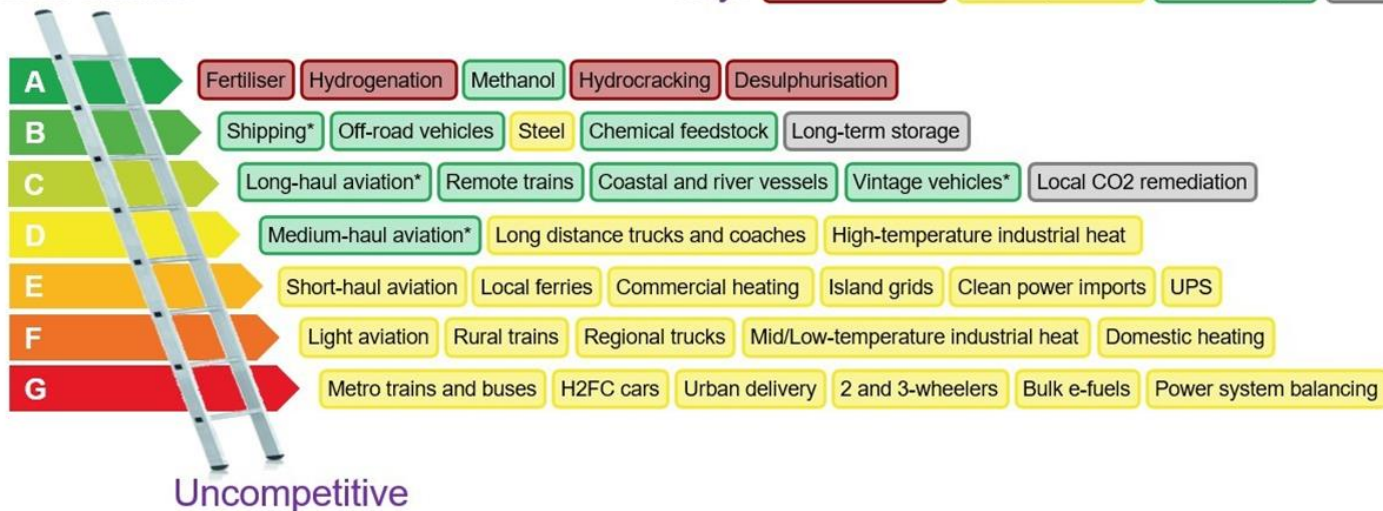 A Fertiliser Hydrogenation Methanol Hydrocracking Desulphurisation
B Shipping* Off-road vehicles Steel Chemical feedstock Long-term storage
C Long-haul aviation* Remote trains Coastal and river vessels Vintage vehicles* Local CO2 remediation
D Medium-haul aviation* Long distance trucks and coaches High-temperature industrial heat
E Short-haul aviation Local ferries Commercial heating Island grids Clean power imports UPS
F Light aviation Rural trains Regional trucks Mid/Low-temperature industrial heat Domestic heating
G Metro trains and buses H2FC cars Urban delivery 2 and 3-wheelers Bulk e-fuels Power system balancing
Uncompetitive